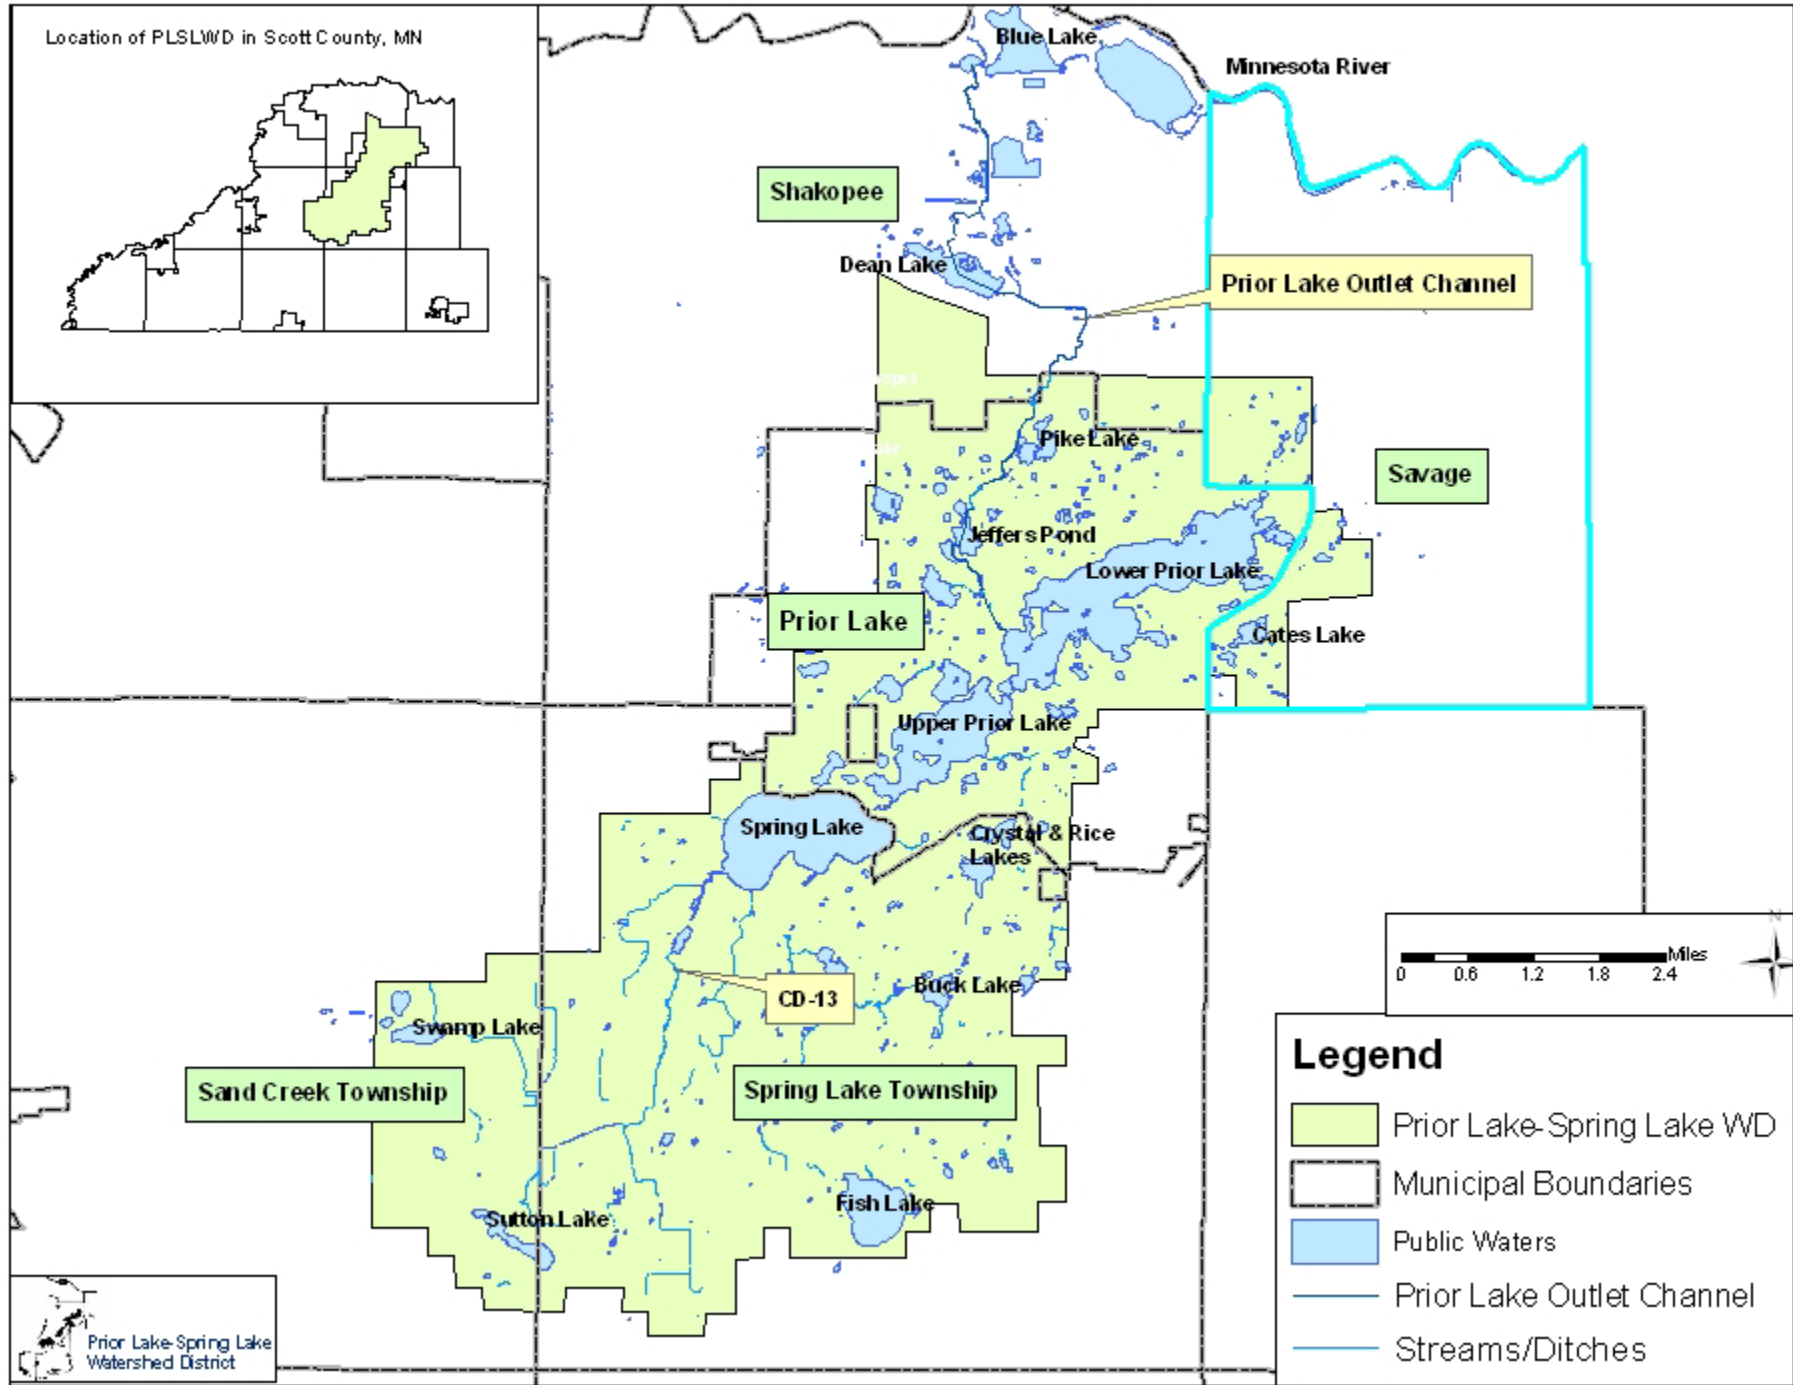 Location of PLSLWD in Scott County, MN
Blue Lake
Minnesota River
Shakopee
Dean Lake
Prior Lake Outlet Channel
Pike Lake
Savage
Jeffers Pond
Lower Prior Lake
Prior Lake
Cates Lake
Upper Prior Lake
Spring Lake
Crystal & Rice
Lakes
Miles
0 0.6 1.2 1.8 2.4
Buck Lake
CD-13
Swamp Lake
Sand Creek Township
Spring Lake Township
Fish Lake
Sutton Lake
Legend
Prior Lake-Spring Lake WD
Municipal Boundaries
Public Waters
Prior Lake Outlet Channel
Streams/Ditches
Prior Lake-Spring Lake
Watershed District